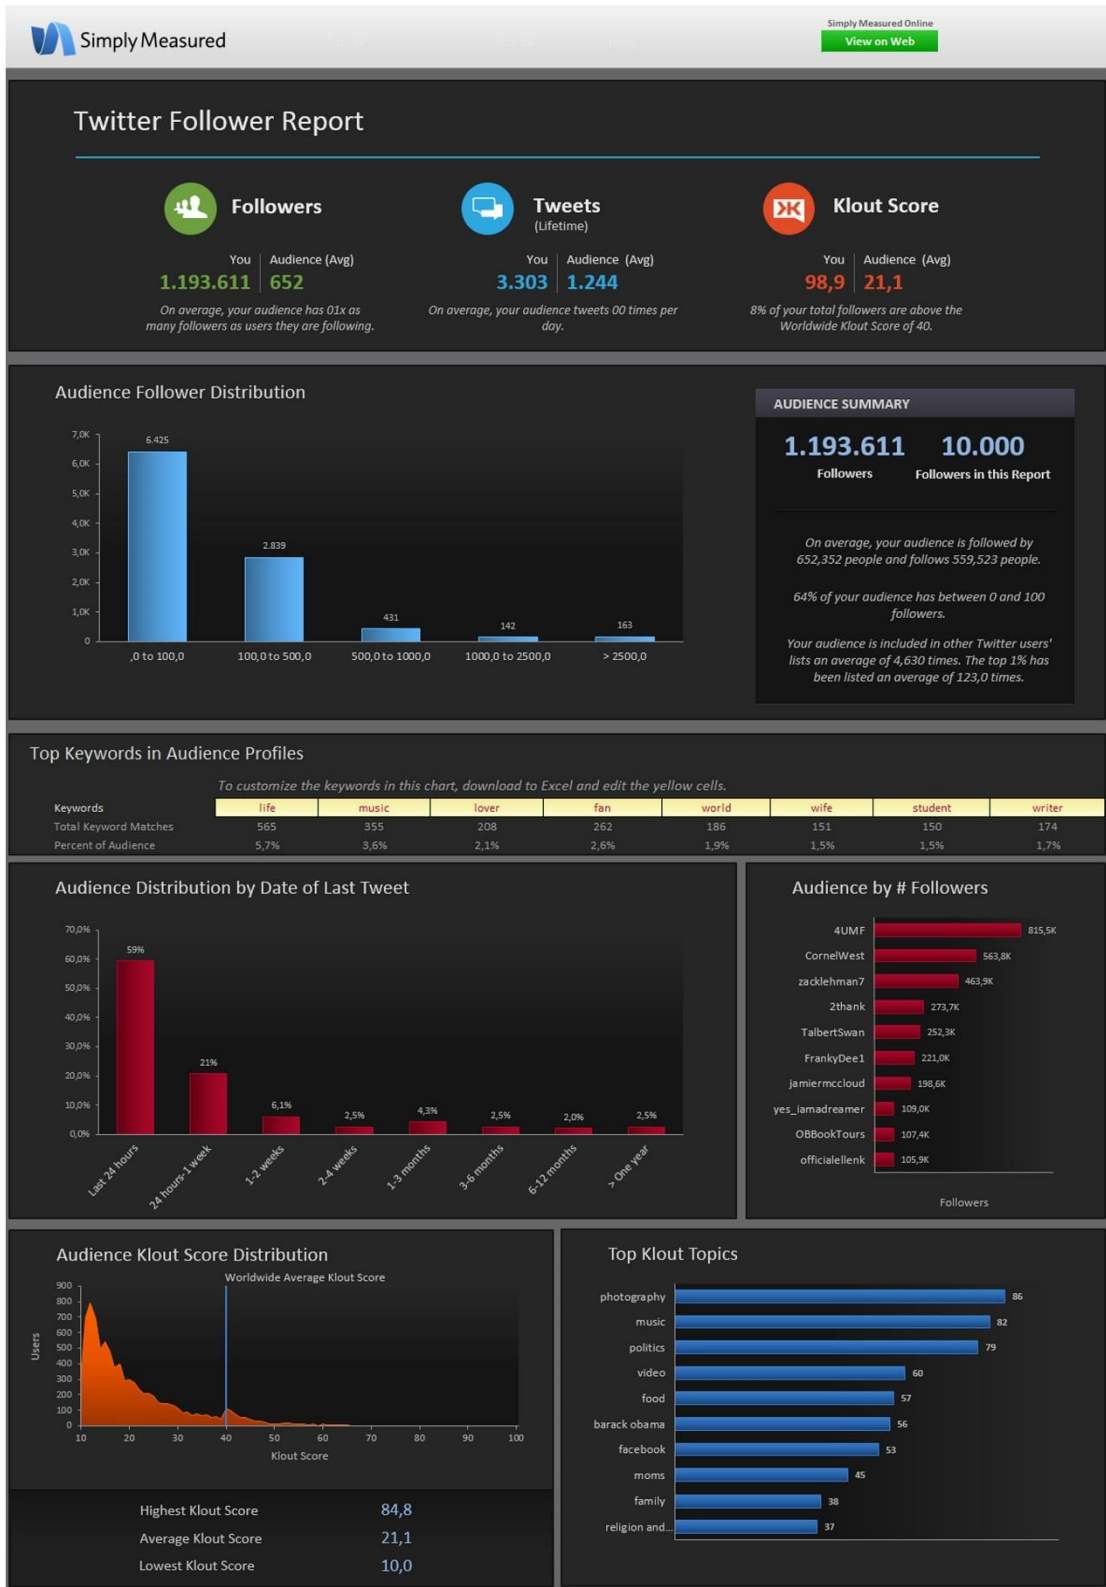 Simply Measured
Simply Measured Online
View on Web
Twitter Follower Report
Followers
You | Audience (Avg)
1.193.611 | 652
On average, your audience has 01x as
many followers as users they are following.
Tweets
(Lifetime)
You | Audience (Avg)
3.303 | 1.244
On average, your audience tweets 00 times per
day.
Klout Score
You | Audience (Avg)
98,9 | 21,1
8% of your total followers are above the
Worldwide Klout Score of 40.
Audience Follower Distribution
7,0K
6,0K
5,0K
4,0K
3,0K
2,0K
1,0K
0
6.425
2.839
431
142
163
,0 to 100,0
100,0 to 500,0
500,0 to 1000,0
1000,0 to 2500,0
> 2500,0
AUDIENCE SUMMARY
1.193.611 10.000
Followers Followers in this Report
On average, your audience is followed by
652,352 people and follows 559,523 people.
64% of your audience has between 0 and 100
followers.
Your audience is included in other Twitter users'
lists an average of 4,630 times. The top 1% has
been listed an average of 123,0 times.
Top Keywords in Audience Profiles
To customize the keywords in this chart, download to Excel and edit the yellow cells.
Keywords life music lover fan world wife student writer
Total Keyword Matches 565 355 208 262 186 151 150 174
Percent of Audience 5,7% 3,6% 2,1% 2,6% 1,9% 1,5% 1,5% 1,7%
Audience Distribution by Date of Last Tweet
70,0%
60,0%
50,0%
40,0%
30,0%
20,0%
10,0%
0,0%
59%
21%
6,1%
2,5%
4,3%
2,5%
2,0%
2,5%
Last 24 hours
24 hours-1 week
1-2 weeks
2-4 weeks
1-3 months
3-6 months
6-12 months
> One year
Audience by # Followers
4UMF 815,5K
CornelWest 563,8K
zacklehman7 463,9K
2thank 273,7K
TalbertSwan 252,3K
FrankyDee1 221,0K
jamiermccloud 198,6K
yes_iamadreamer 109,0K
OBBookTours 107,4K
officialellenk 105,9K
Followers
Audience Klout Score Distribution
Worldwide Average Klout Score
Users
900
800
700
600
500
400
300
200
100
0
10 20 30 40 50 60 70 80 90 100
Klout Score
Highest Klout Score 84,8
Average Klout Score 21,1
Lowest Klout Score 10,0
Top Klout Topics
photography 86
music 82
politics 79
video 60
food 57
barack obama 56
facebook 53
moms 45
family 38
religion and... 37